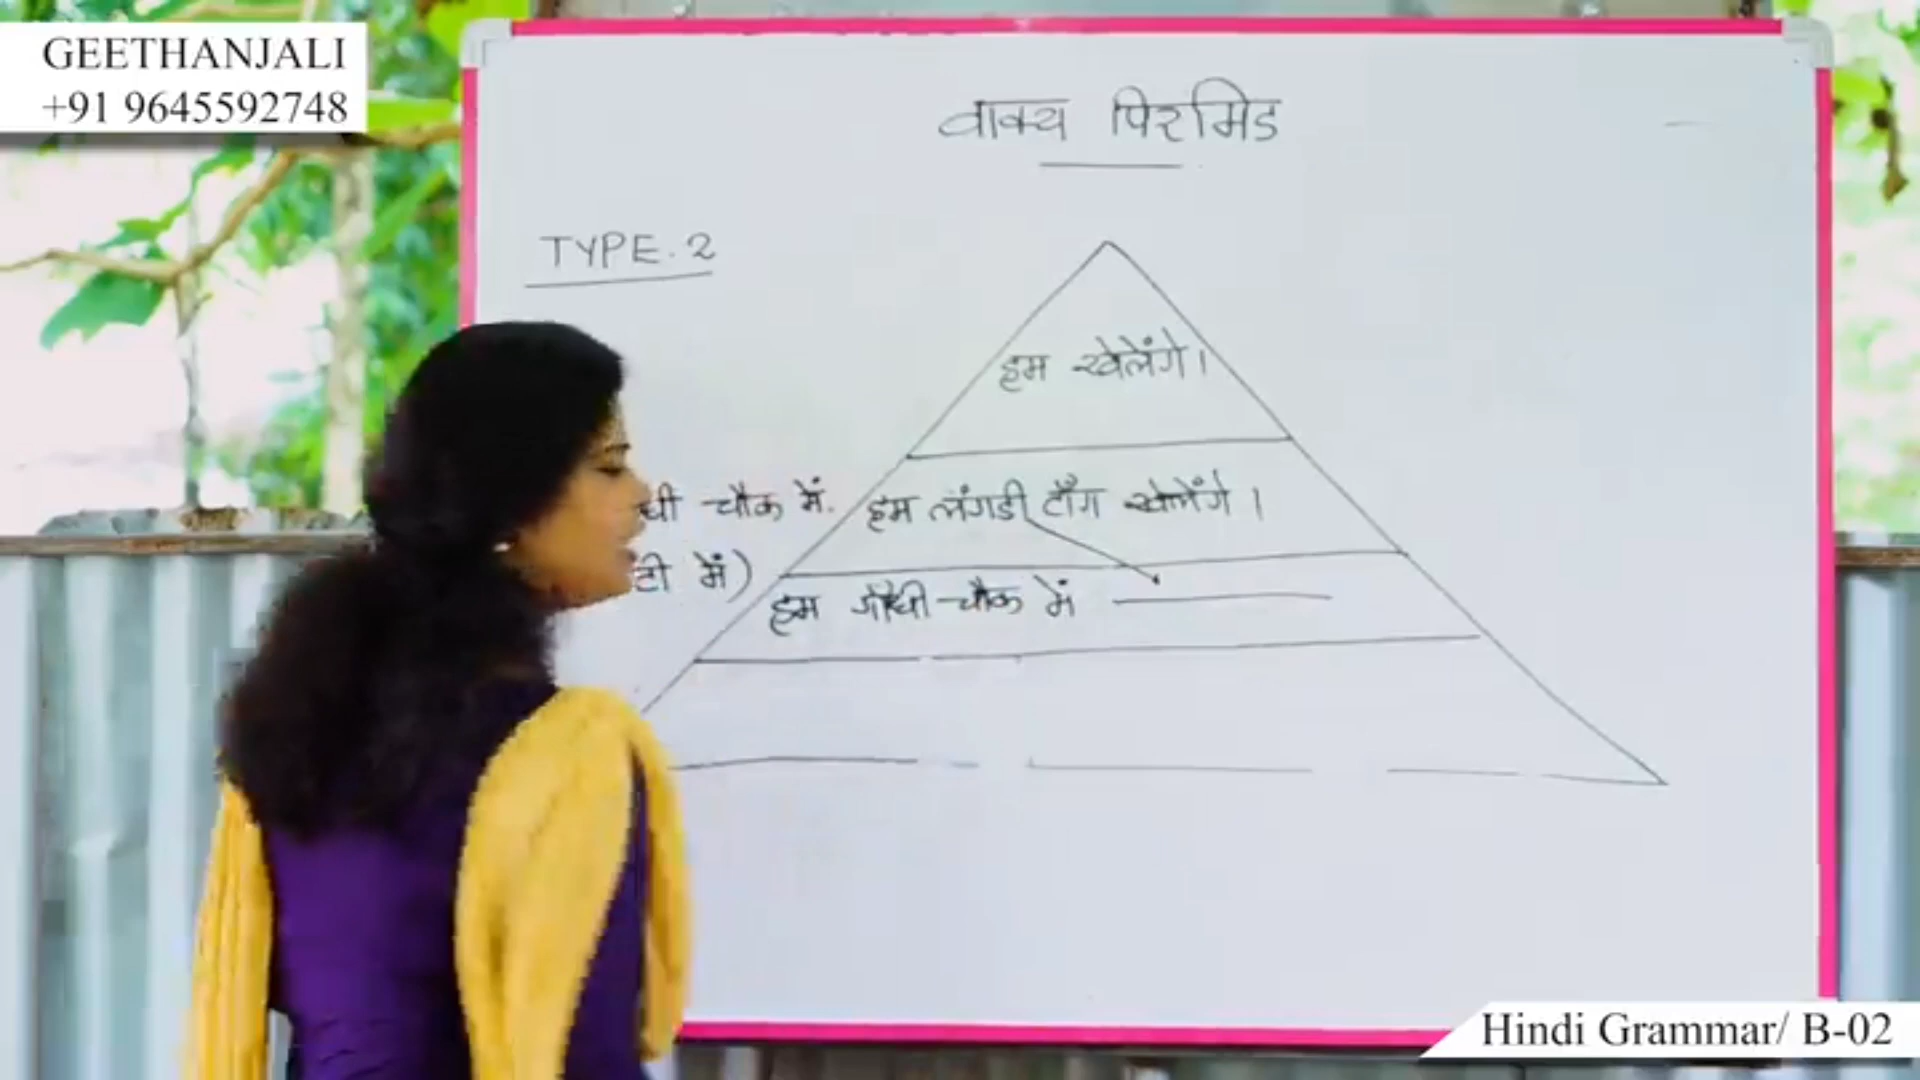 GEETHANJALI
+91 9645592748
वाक्य पिरमिड
TYPE. 2
हम खेलेंगे।
चौक में.
हम लंगडी टाँग खेलेंगे।
में)
हम गाँधी-चौक में
Hindi Grammar/ B-02